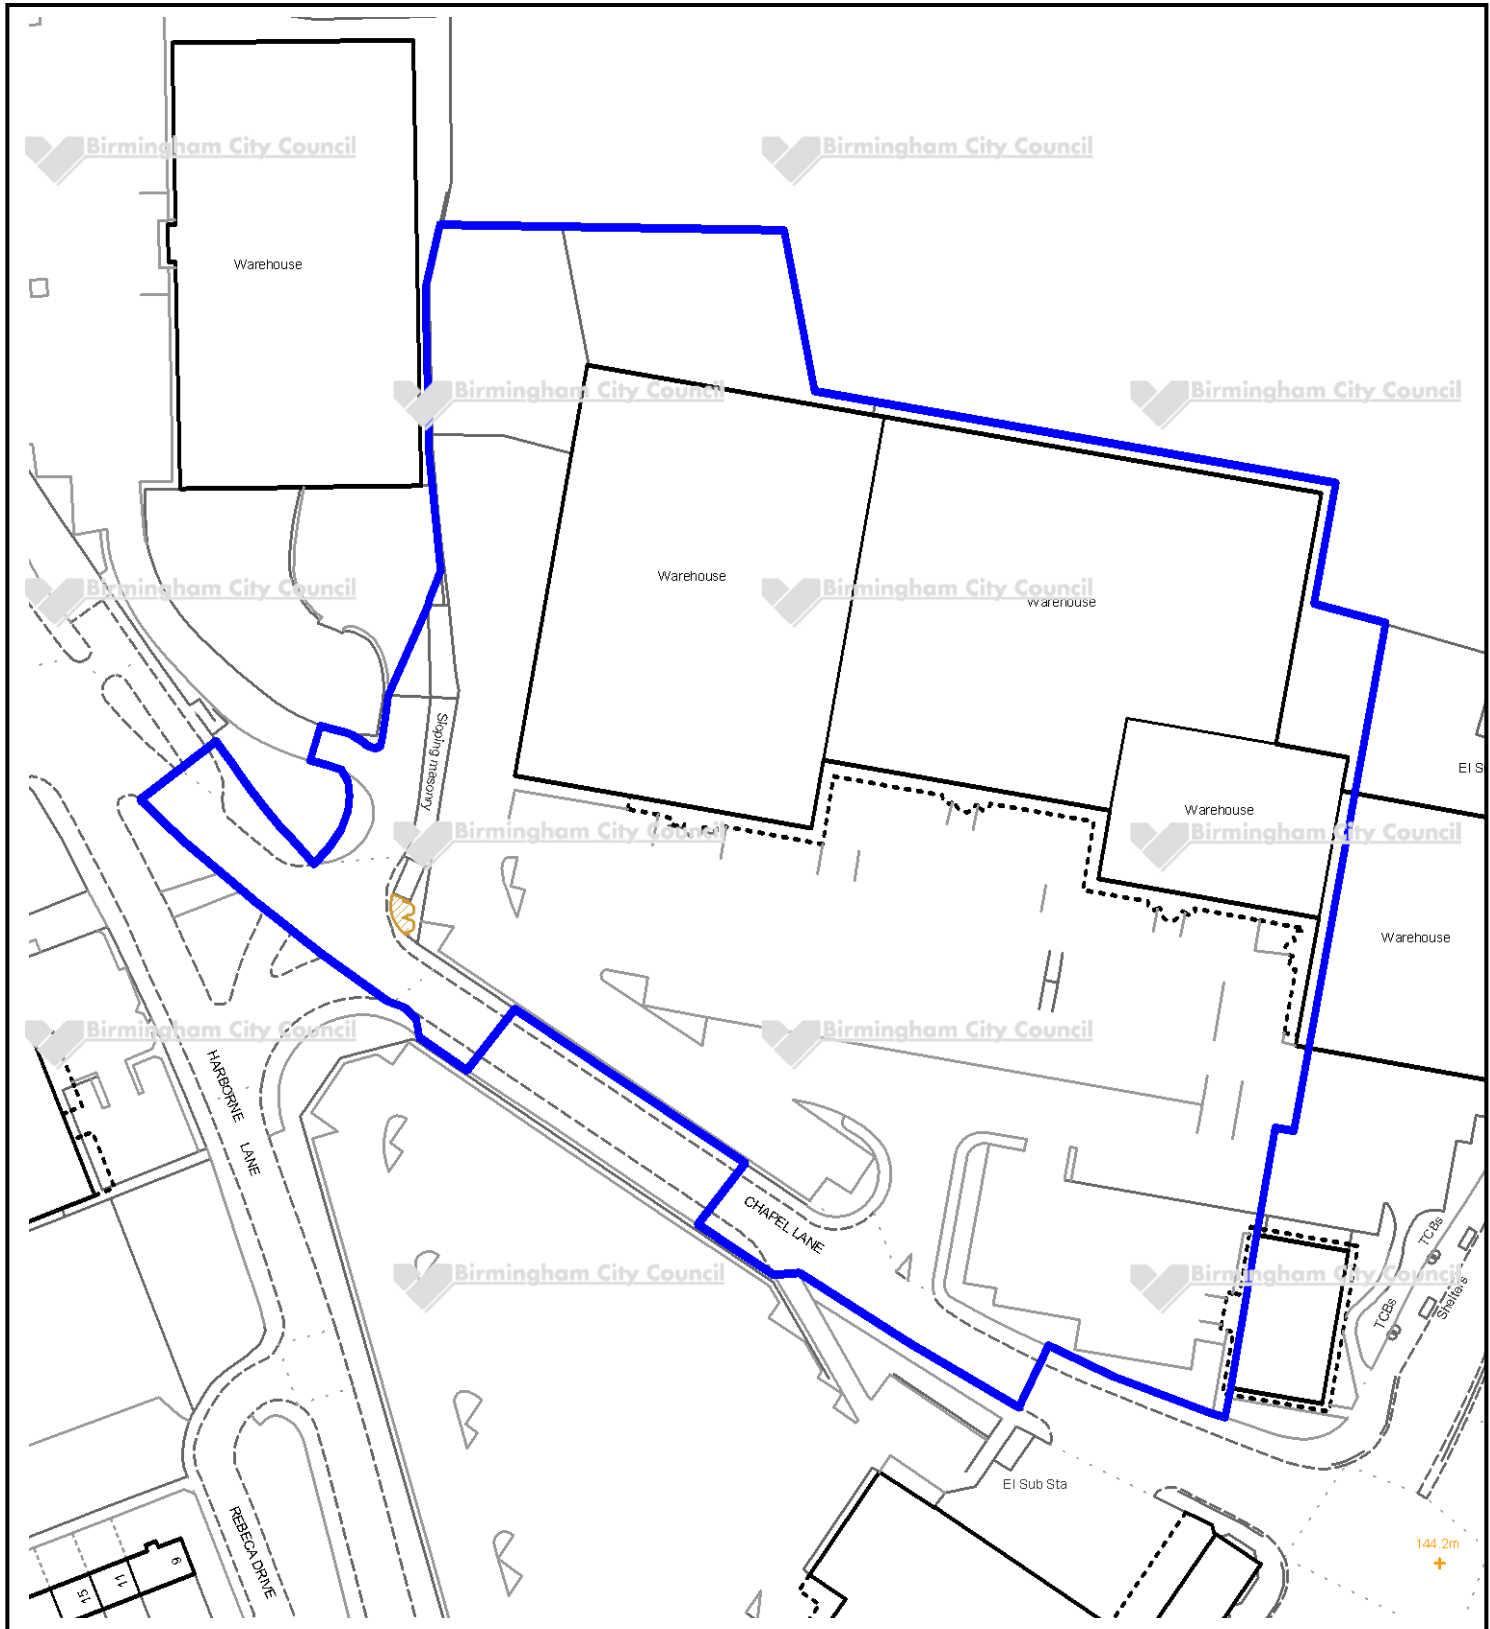 Birmingham City Council
Birmingham City Council
Warehouse
Birmingham City Council
Birmingham City Council
Warehouse
Birmingham City Council
Birmingham City Council
Warehouse
Sloping masonry
El S
Warehouse
Birmingham City Council
Birmingham City Council
Warehouse
Birmingham City Council
Birmingham City Council
HARBORNE LANE
CHAPEL LANE
TCBs
Birmingham City Council
Birmingham City Council
TCBs
Shelters
El Sub Sta
REBECA DRIVE
144.2m
9
11
15